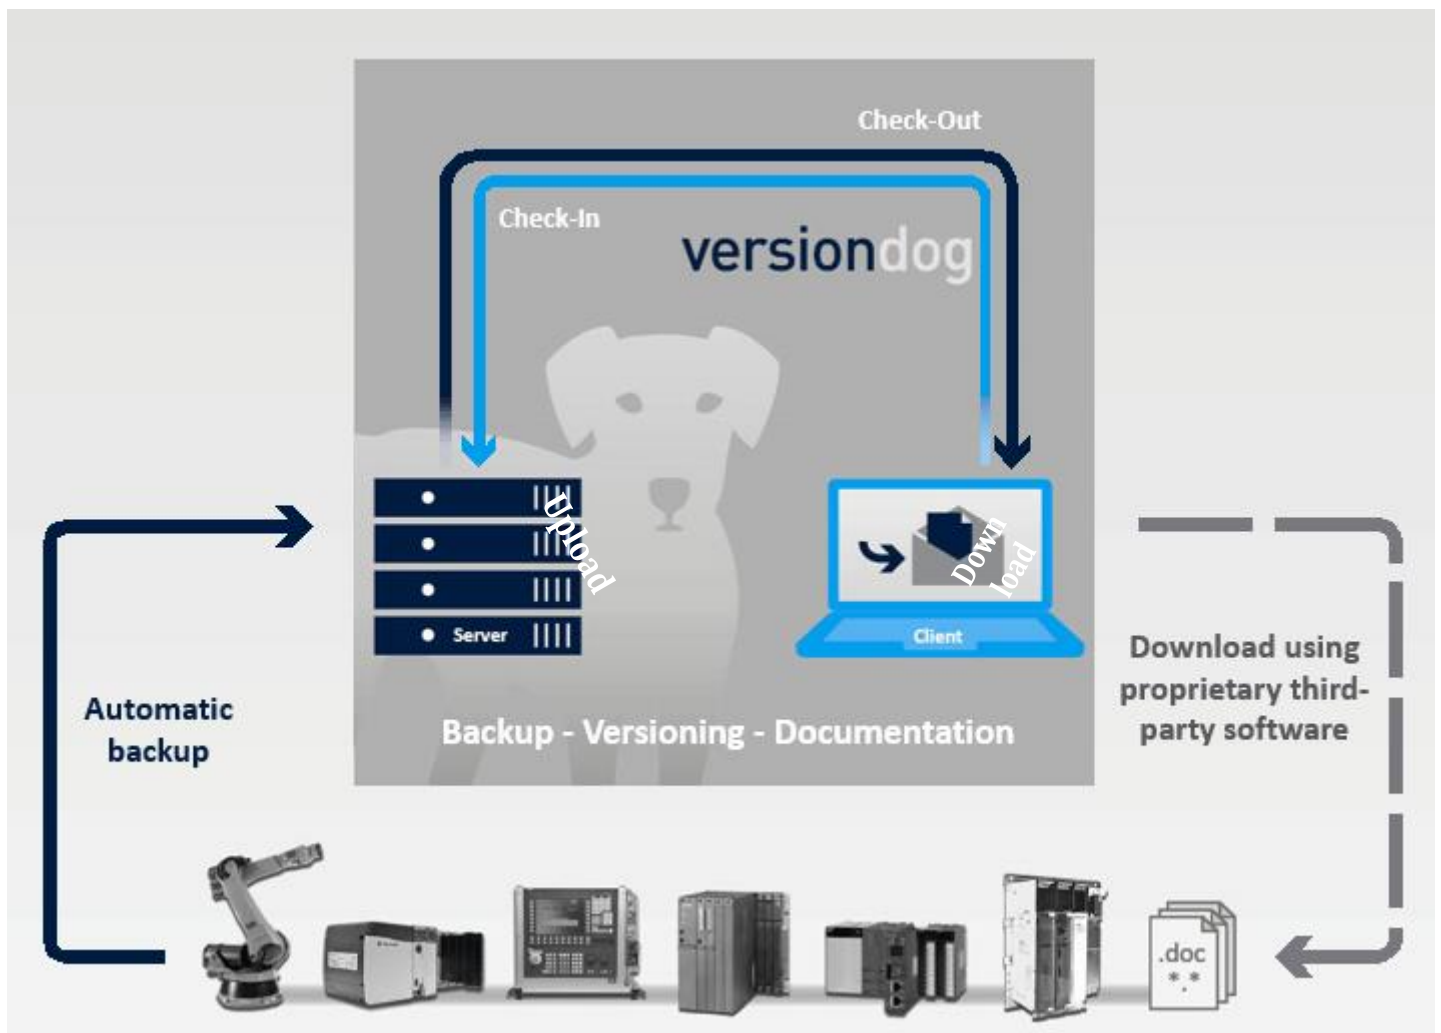 Check-Out
Check-In
versiondog
Upload
Down
load
Server
Client
Download using
proprietary third-
party software
Automatic
backup
Backup - Versioning - Documentation
.doc
*.*